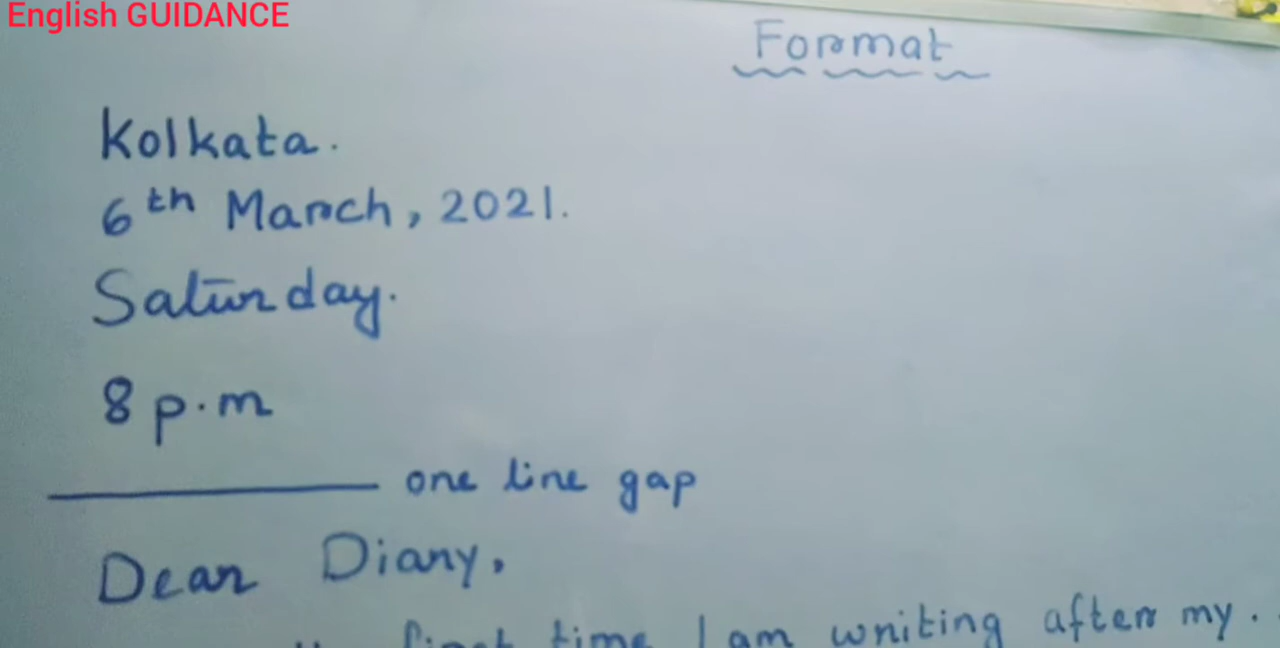 English GUIDANCE
Format
Kolkata.
6th March, 2021.
Saturday.
8 p.m
one line gap
Dear Diary,
first time I am writing after my.